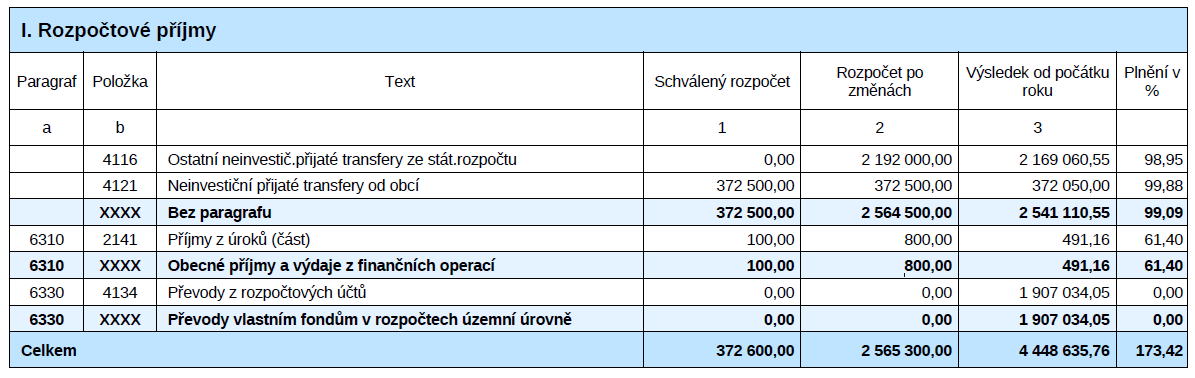 I. Rozpočtové příjmy
Paragraf Položka Text Schválený rozpočet Rozpočet po změnách Výsledek od počátku roku Plnění v %
a b 1 2 3
4116 Ostatní neinvestič.přijaté transfery ze stát.rozpočtu 0,00 2 192 000,00 2 169 060,55 98,95
4121 Neinvestiční přijaté transfery od obcí 372 500,00 372 500,00 372 050,00 99,88
XXXX Bez paragrafu 372 500,00 2 564 500,00 2 541 110,55 99,09
6310 2141 Příjmy z úroků (část) 100,00 800,00 491,16 61,40
6310 XXXX Obecné příjmy a výdaje z finančních operací 100,00 800,00 491,16 61,40
6330 4134 Převody z rozpočtových účtů 0,00 0,00 1 907 034,05 0,00
6330 XXXX Převody vlastním fondům v rozpočtech územní úrovně 0,00 0,00 1 907 034,05 0,00
Celkem 372 600,00 2 565 300,00 4 448 635,76 173,42